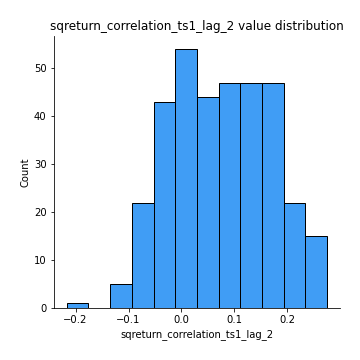 sqreturn_correlation_ts1_lag_2 value distribution
50
40
30
20
10
0
Count
−0.2 −0.1 0.0 0.1 0.2
sqreturn_correlation_ts1_lag_2